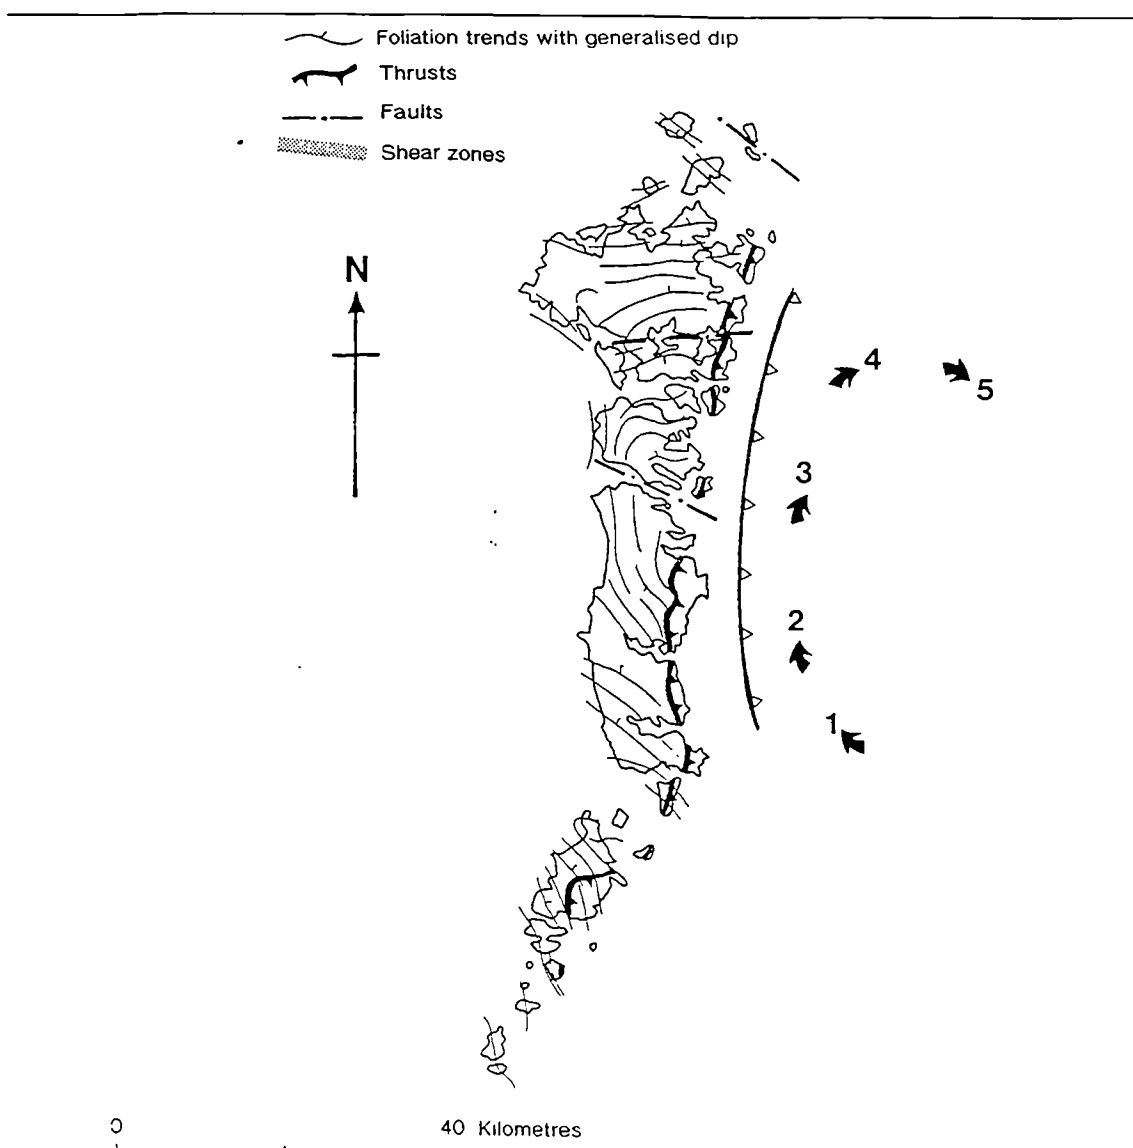 Foliation trends with generalised dip
Thrusts
Faults
Shear zones
N
4
5
3
2
1
0
40 Kilometres